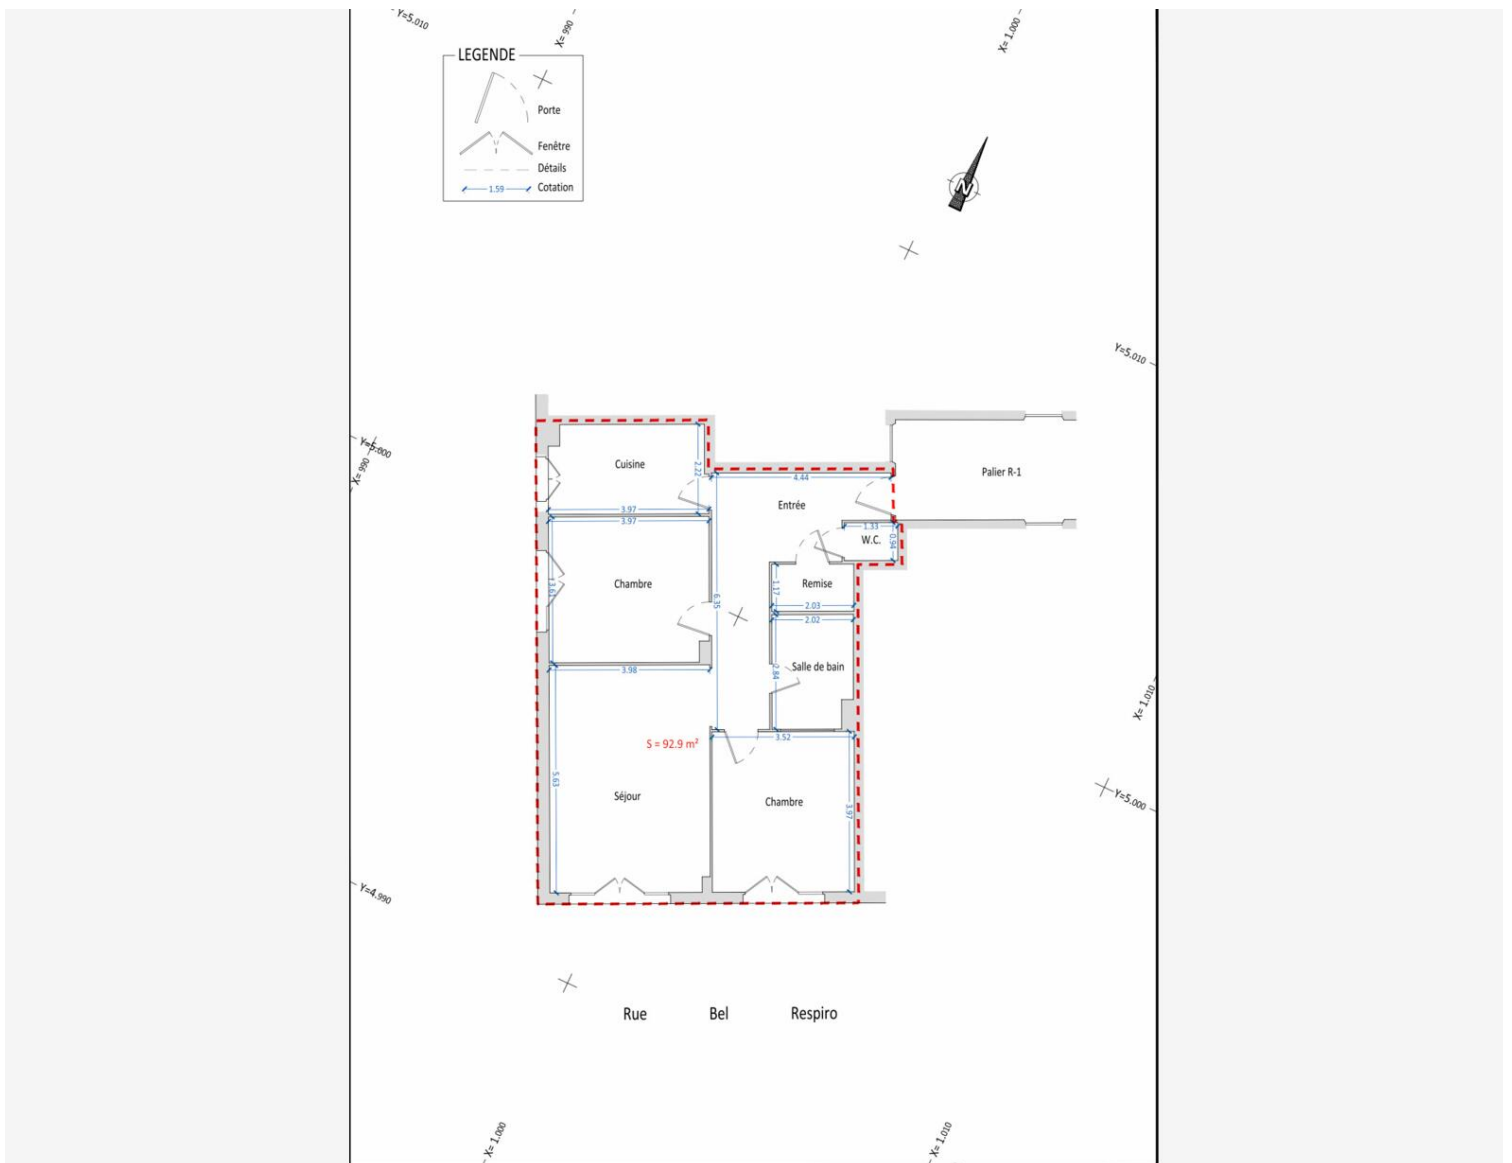 Y=5.010
X= 990
X= 1.000
LEGENDE
Porte
Fenêtre
Détails
1.59
Cotation
N
Y=5.010
Y=5.000
X= 990
Cuisine
2.22
3.97
3.97
4.44
Palier R-1
Entrée
1.33
W.C.
0.94
Chambre
3.61
6.35
1.17
Remise
2.03
2.02
3.98
2.84
Salle de bain
X= 1.010
S = 92.9 m²
3.52
5.63
Séjour
Chambre
3.97
Y=5.000
Y=4.990
Rue Bel Respiro
X= 1.000
X= 1.010